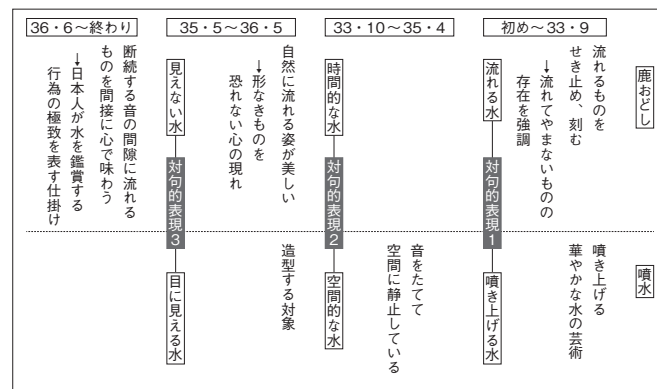 鹿おどし
噴水
初め〜33・9
流れるものを
せき止め、刻む
→流れてやまないものの
存在を強調
噴き上げる
華やかな水の芸術
流れる水
対句的表現1
噴き上げる水
33・10〜35・4
音をたてて
空間に静止している
時間的な水
対句的表現2
空間的な水
35・5〜36・5
自然に流れる姿が美しい
→形なきものを
恐れない心の現れ
造型する対象
見えない水
対句的表現3
目に見える水
36・6〜終わり
断続する音の間隙に流れる
ものを間接に心で味わう
→日本人が水を鑑賞する
行為の極致を表す仕掛け